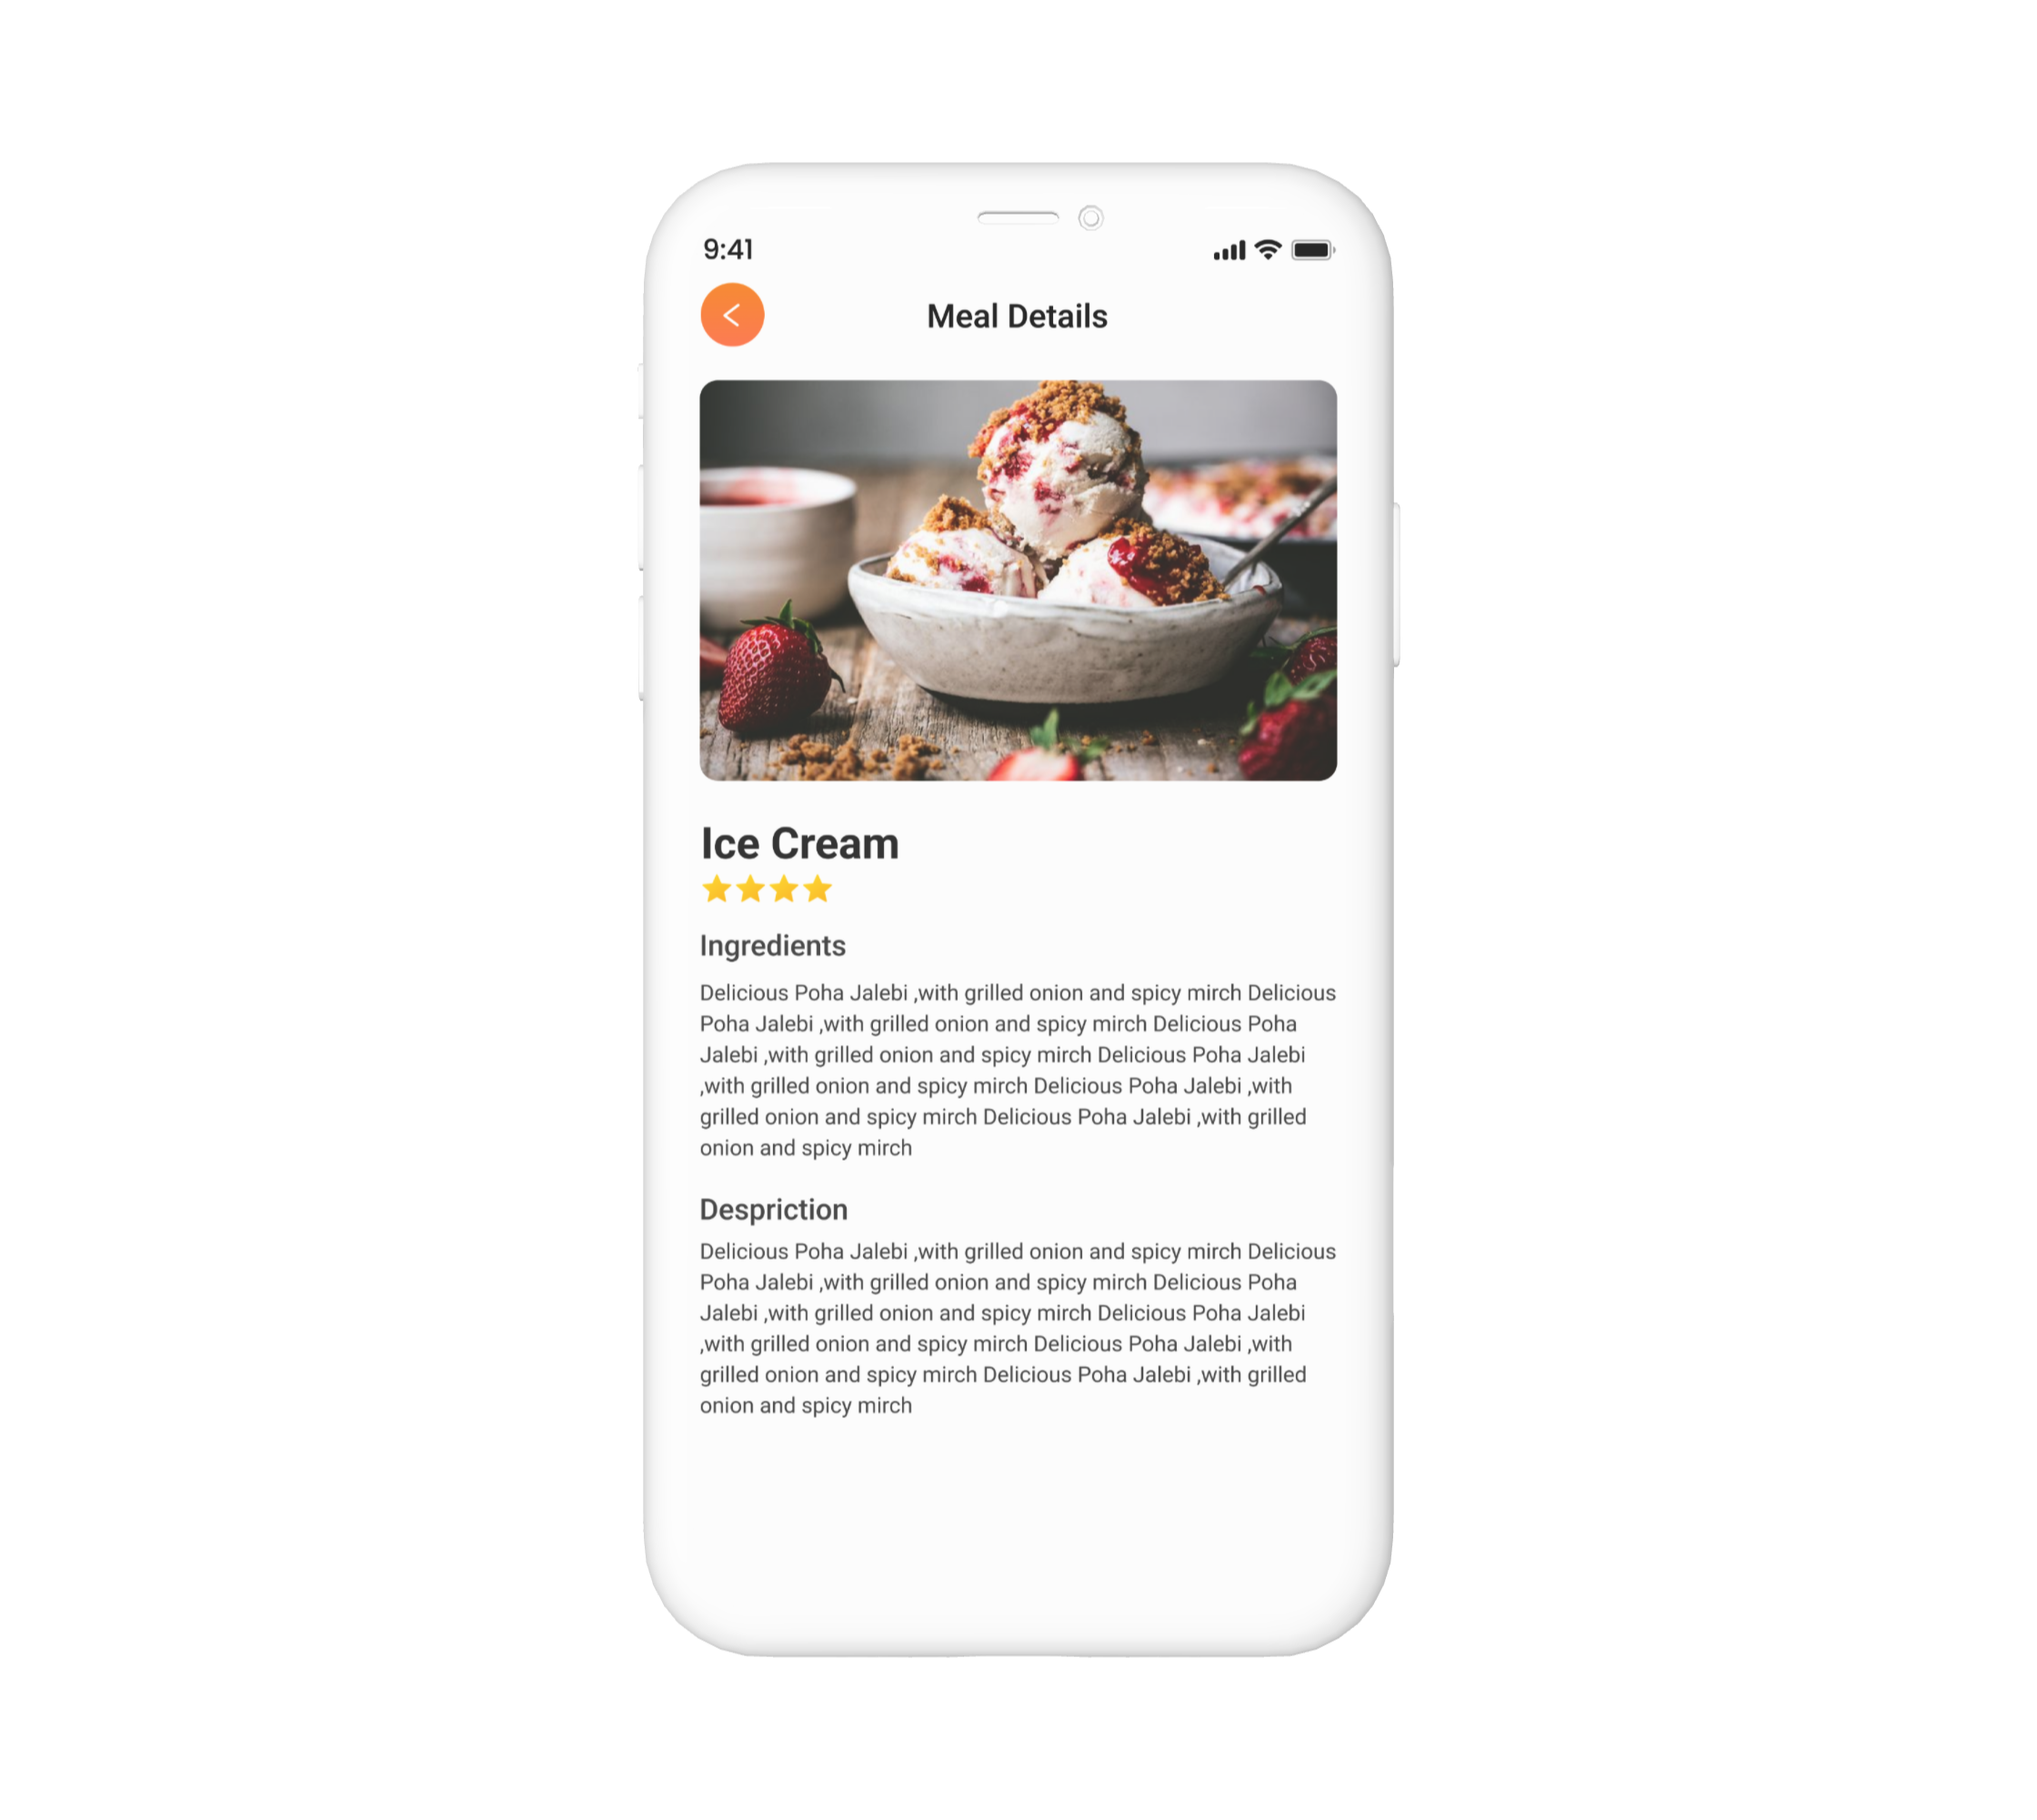 9:41
Meal Details
Ice Cream
Ingredients
Delicious Poha Jalebi ,with grilled onion and spicy mirch Delicious
Poha Jalebi ,with grilled onion and spicy mirch Delicious Poha
Jalebi ,with grilled onion and spicy mirch Delicious Poha Jalebi
,with grilled onion and spicy mirch Delicious Poha Jalebi ,with
grilled onion and spicy mirch Delicious Poha Jalebi ,with grilled
onion and spicy mirch
Despriction
Delicious Poha Jalebi ,with grilled onion and spicy mirch Delicious
Poha Jalebi ,with grilled onion and spicy mirch Delicious Poha
Jalebi ,with grilled onion and spicy mirch Delicious Poha Jalebi
,with grilled onion and spicy mirch Delicious Poha Jalebi ,with
grilled onion and spicy mirch Delicious Poha Jalebi ,with grilled
onion and spicy mirch